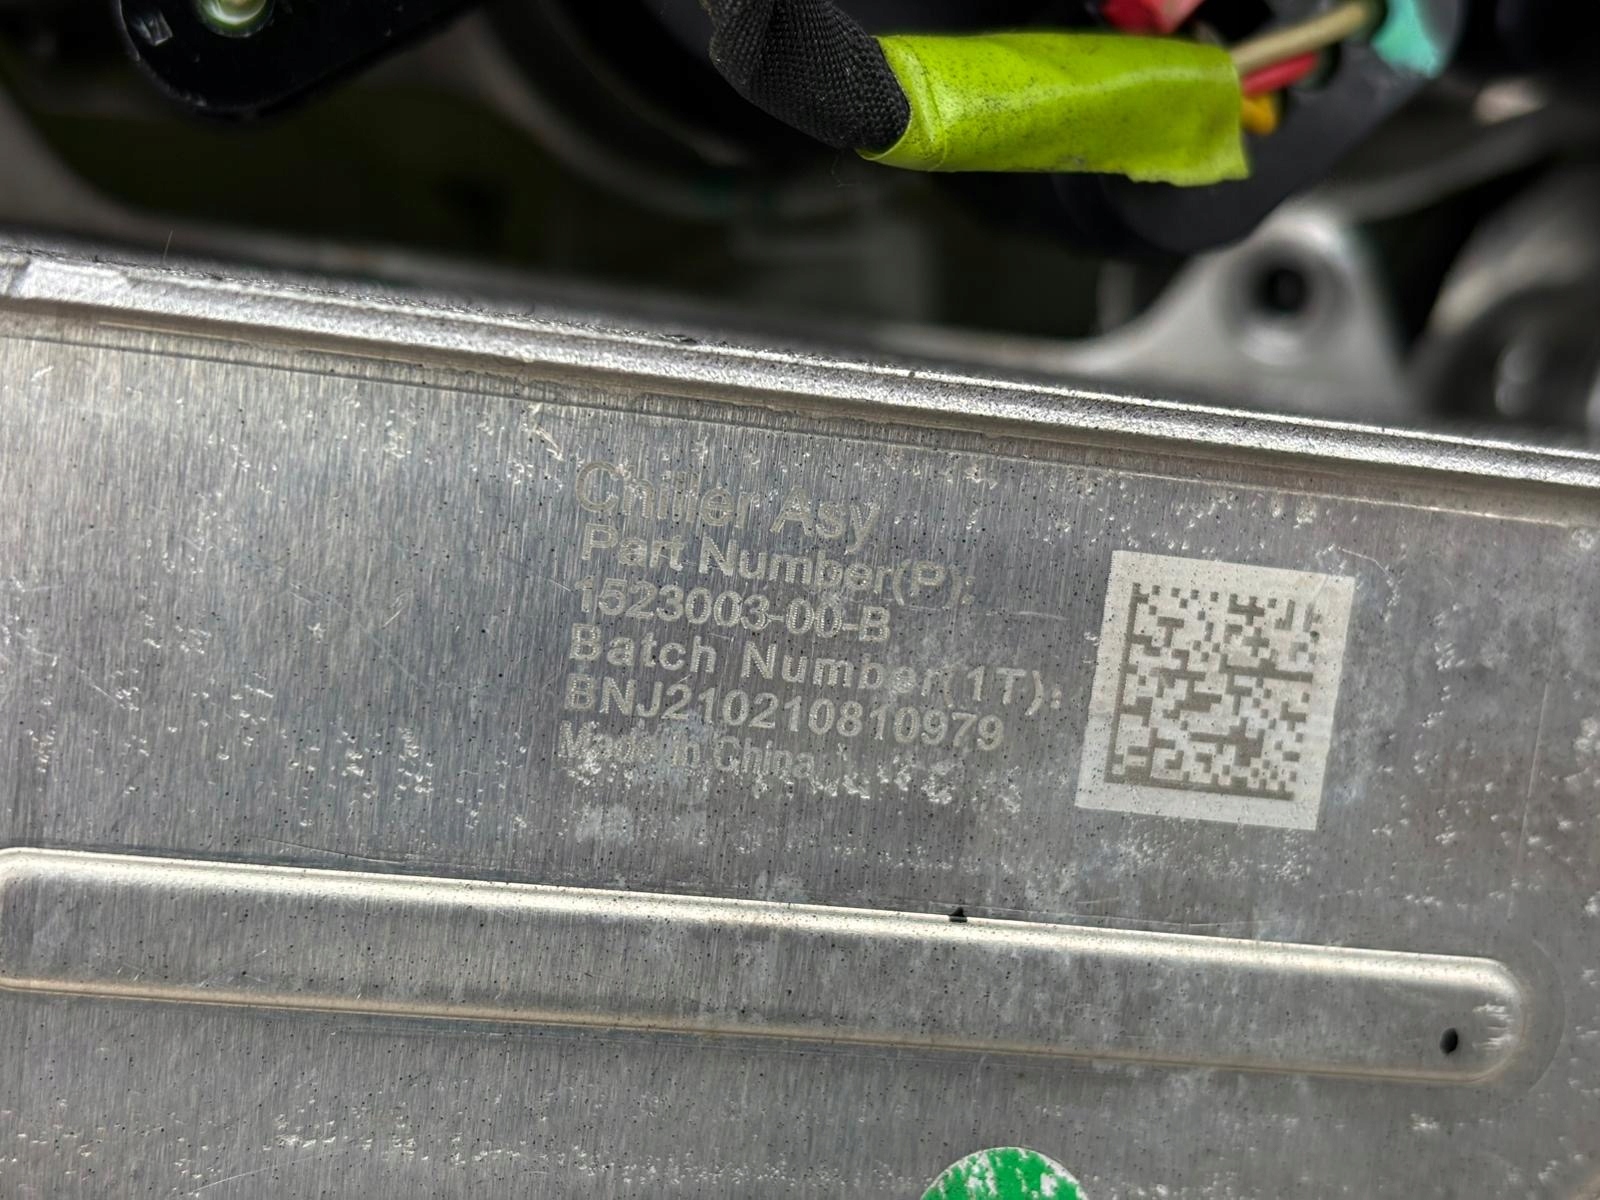 Chiller Asy
Part Number(P):
1523003-00-B
Batch Number(1T):
BNJ210210810979
Made in China